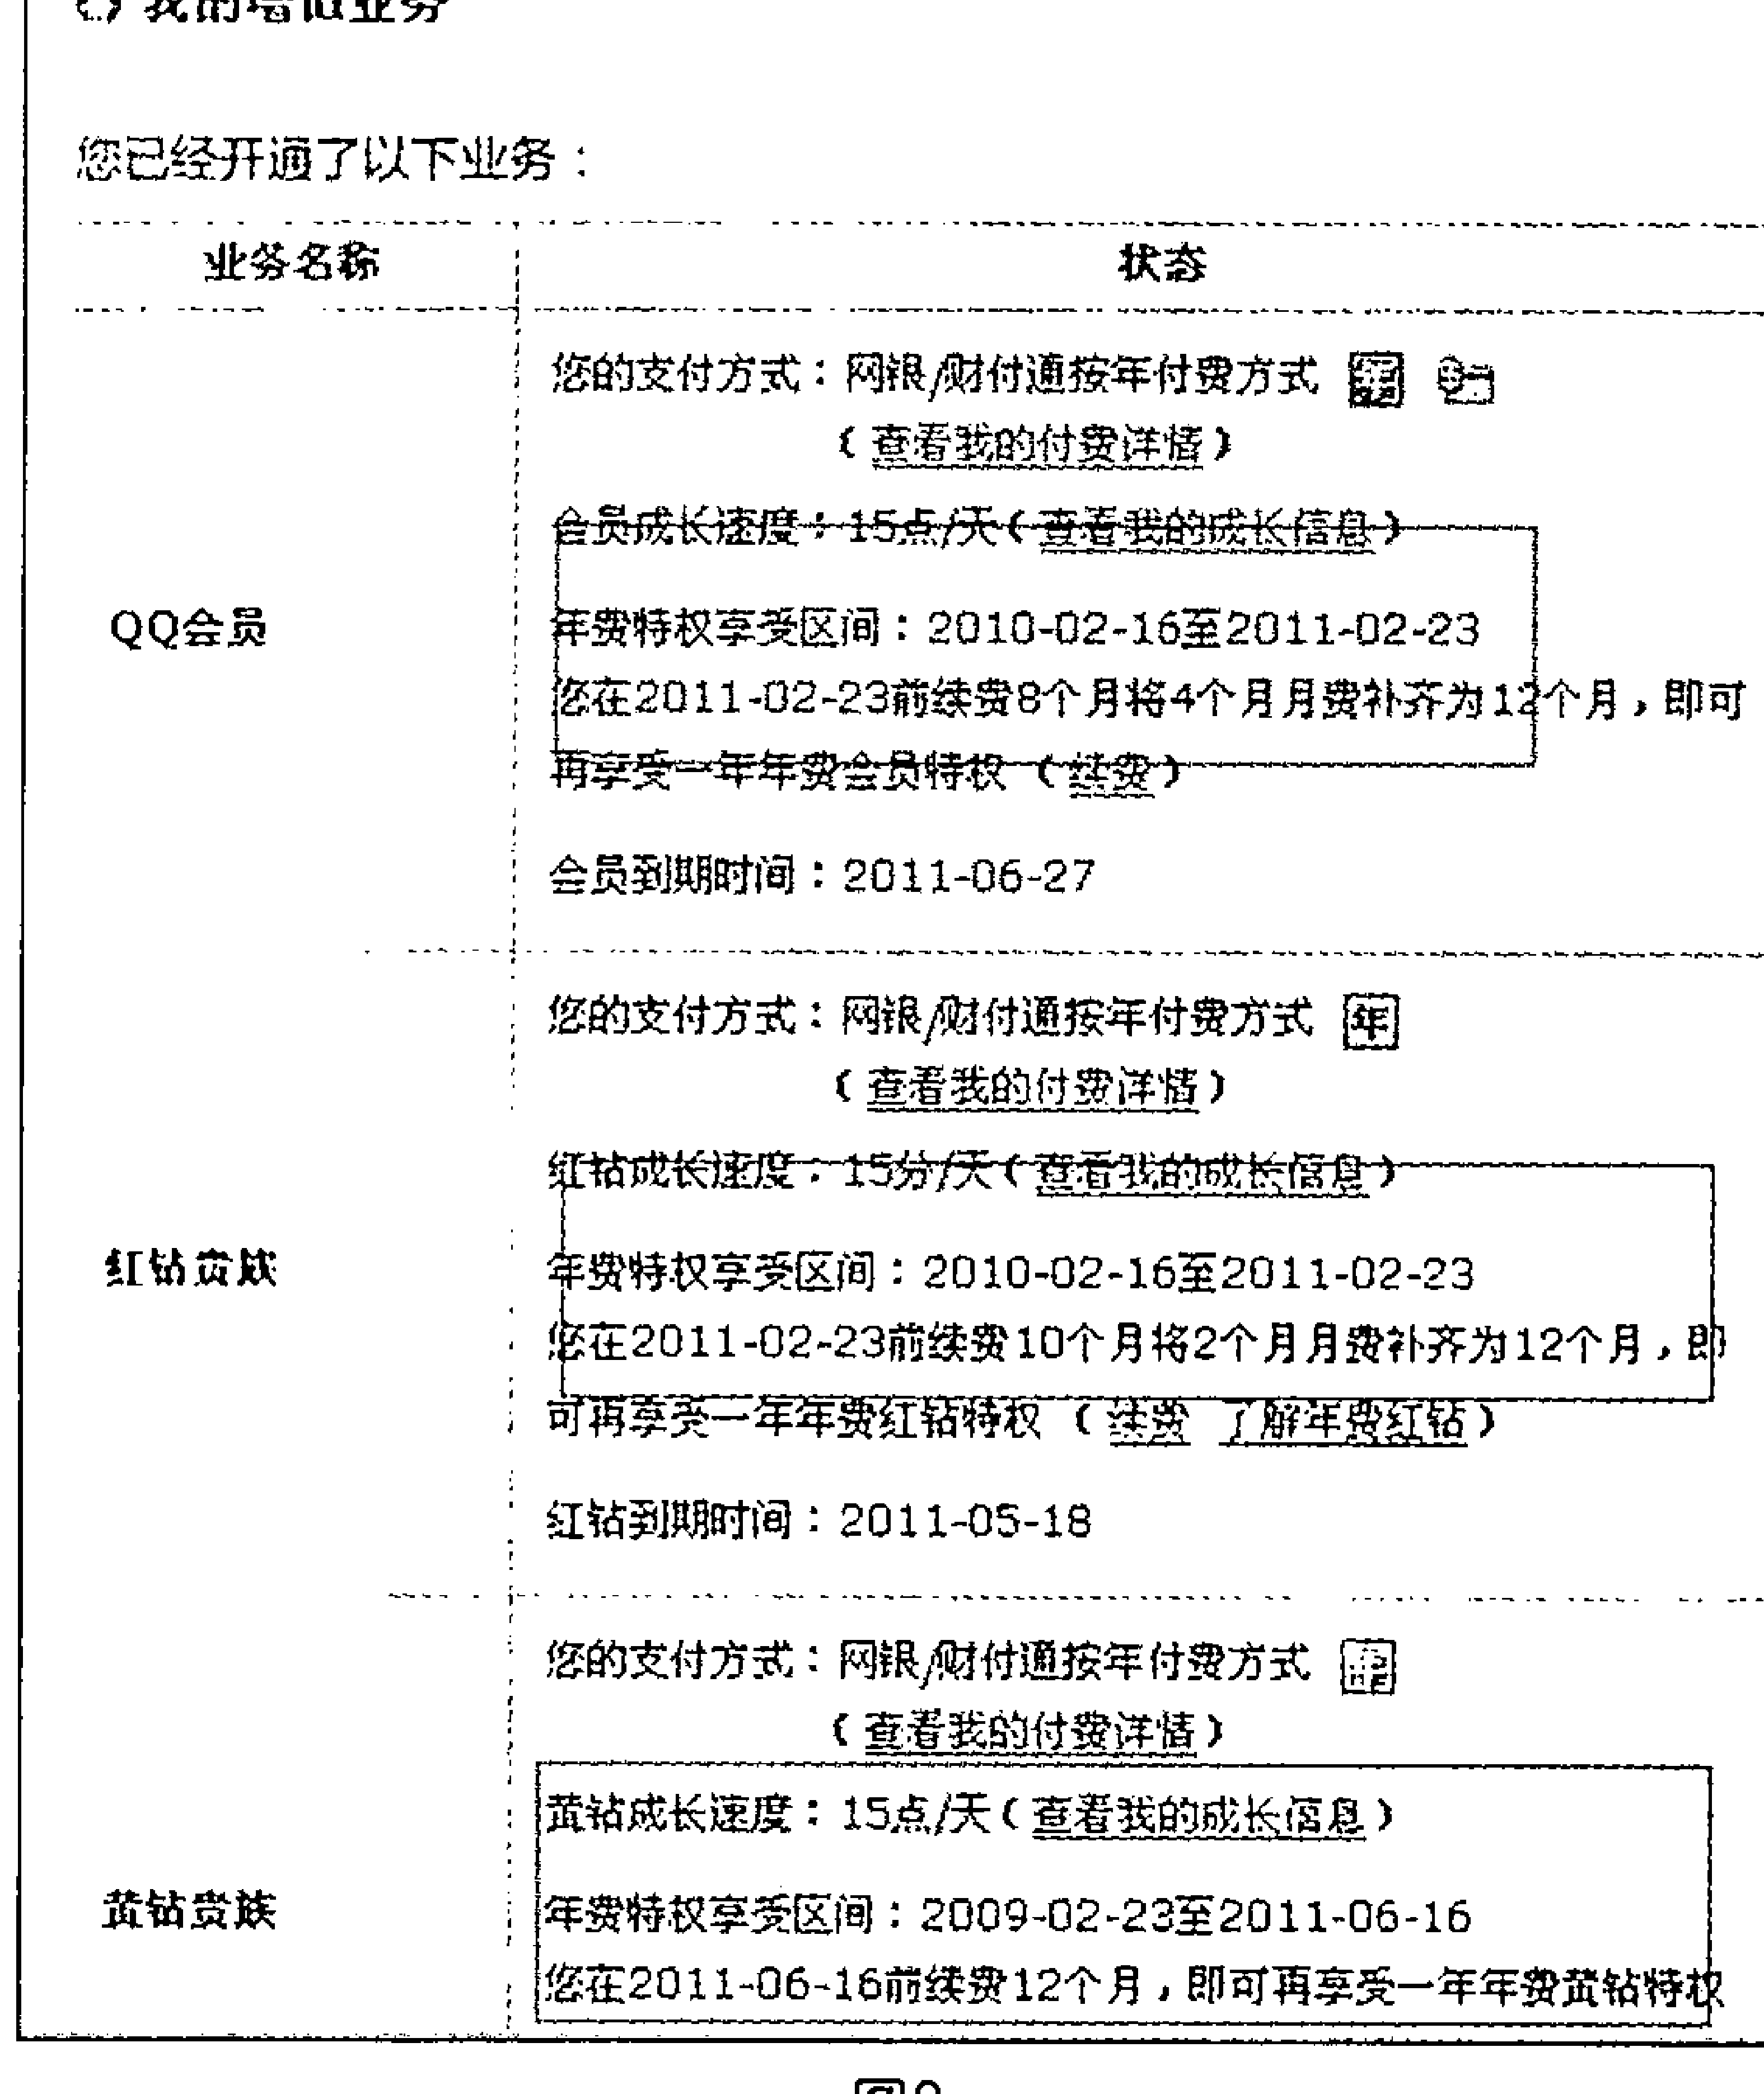 我的增值业务
您已经开通了以下业务：
业务名称
状态
您的支付方式：网银/财付通按年付费方式
（查看我的付费详情）
会员成长速度：15点/天（查看我的成长信息）
QQ会员
年费特权享受区间：2010-02-16至2011-02-23
您在2011-02-23前续费8个月将4个月月费补齐为12个月，即可
再享受一年年费会员特权（续费）
会员到期时间：2011-06-27
您的支付方式：网银/财付通按年付费方式 年
（查看我的付费详情）
红钻成长速度：15分/天（查看我的成长信息）
红钻贵族
年费特权享受区间：2010-02-16至2011-02-23
您在2011-02-23前续费10个月将2个月月费补齐为12个月，即
可再享受一年年费红钻特权（续费 了解年费红钻）
红钻到期时间：2011-05-18
您的支付方式：网银/财付通按年付费方式
（查看我的付费详情）
黄钻成长速度：15点/天（查看我的成长信息）
黄钻贵族
年费特权享受区间：2009-02-23至2011-06-16
您在2011-06-16前续费12个月，即可再享受一年年费黄钻特权